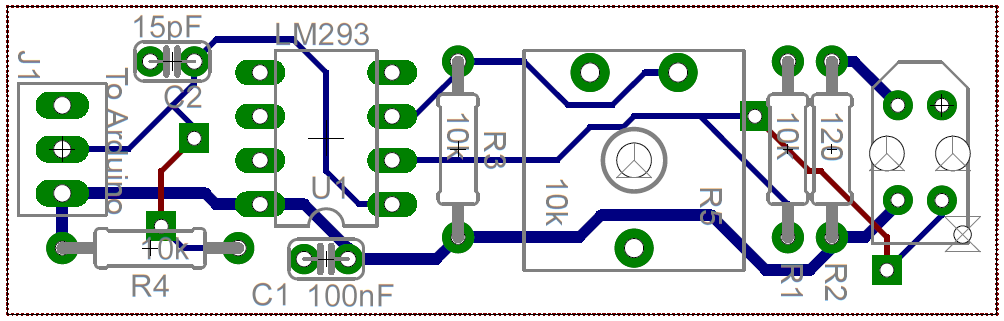 15pF
LM293
J1
To Arduino
C2
10k
R3
10k
120
U1
10k
R5
10k
R4
C1
100nF
R1
R2